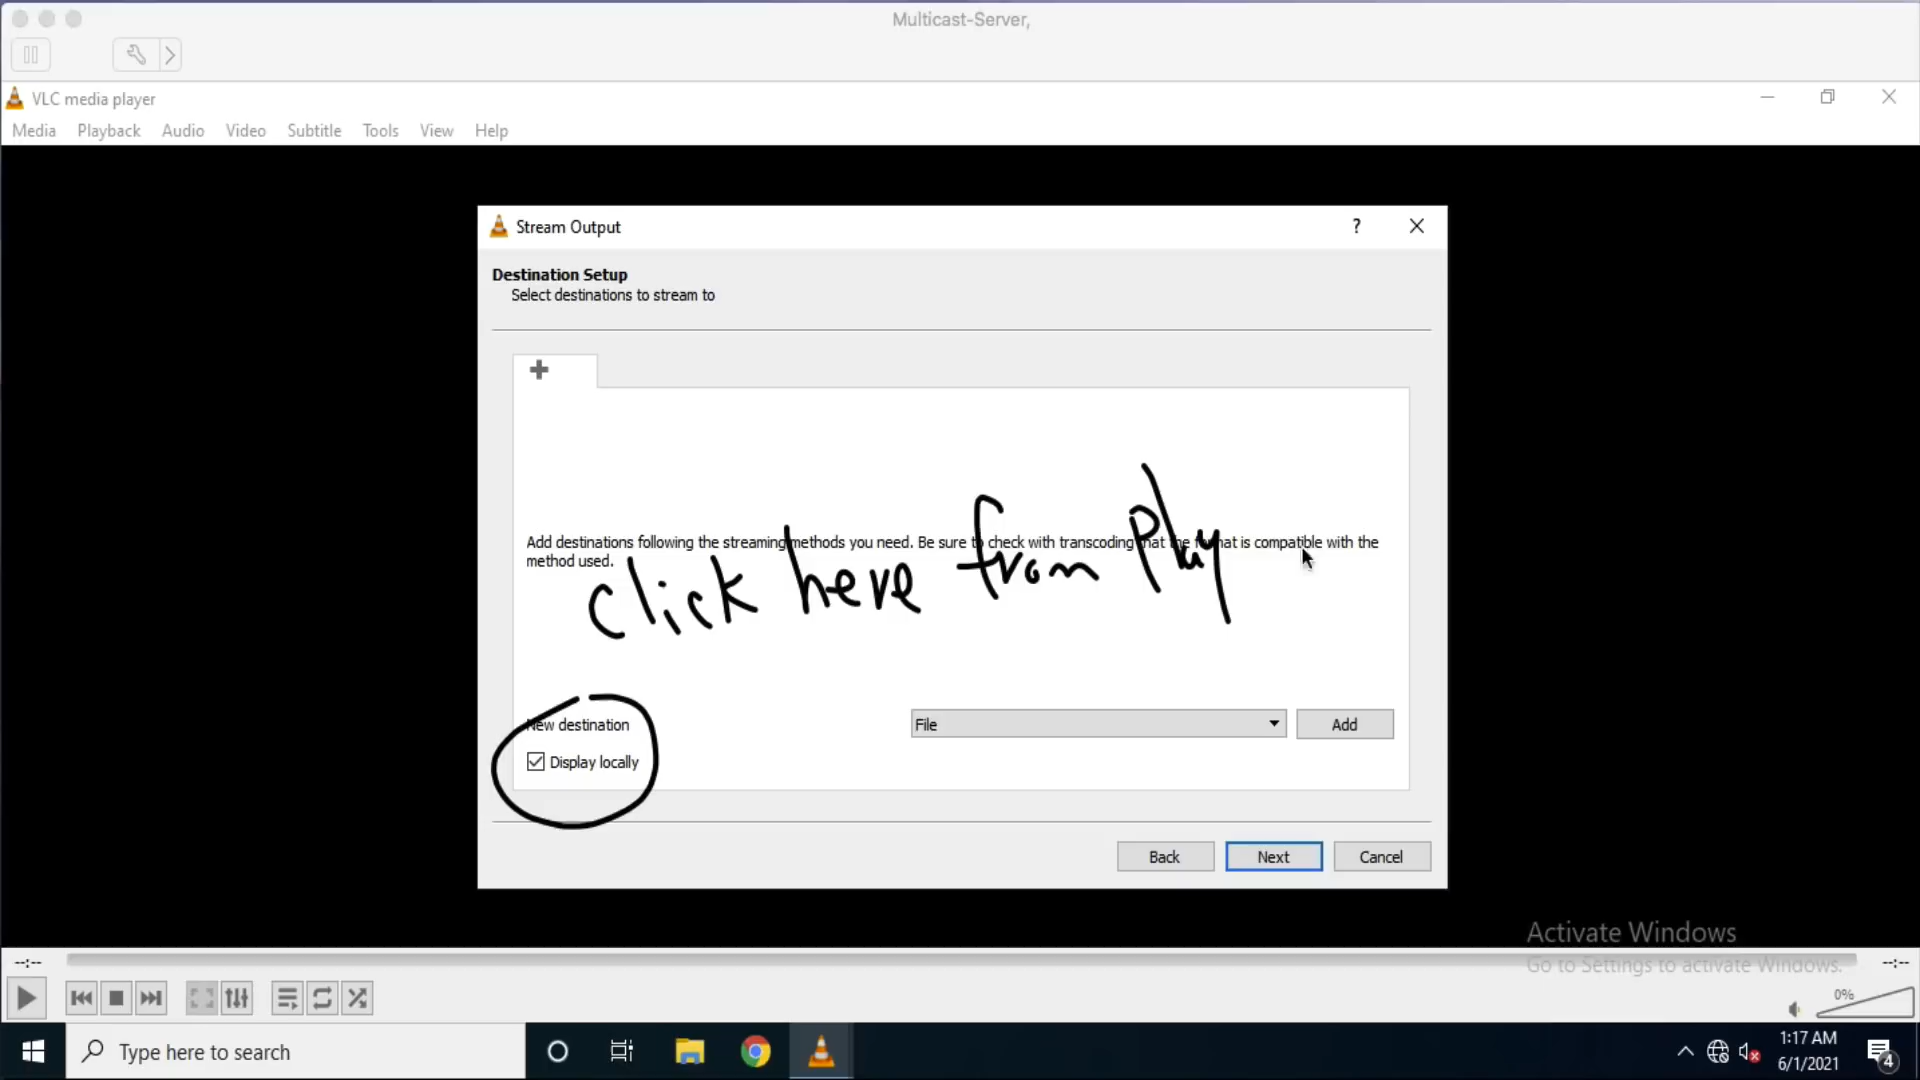 Multicast-Server,
VLC media player
Media Playback Audio Video Subtitle Tools View Help
Stream Output ?
Destination Setup
Select destinations to stream to
Add destinations following the streaming methods you need. Be sure to check with transcoding that the format is compatible with the
method used.
click here from play
New destination File Add
Display locally
Back Next Cancel
Activate Windows
Go to Settings to activate Windows.
--:-- --:--
0%
Type here to search
1:17 AM
6/1/2021
4